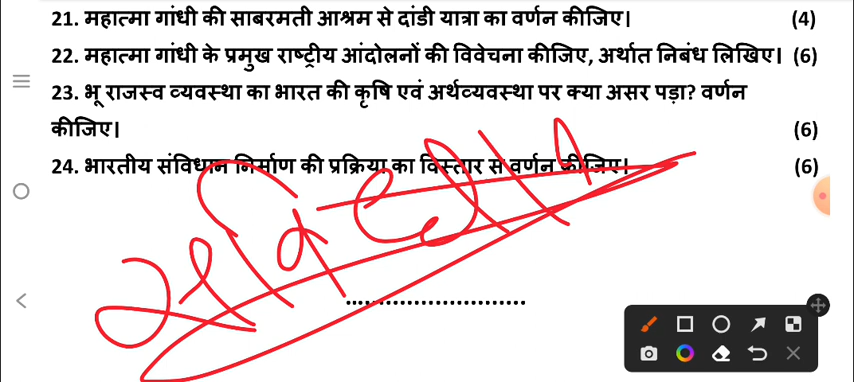 21. महात्मा गांधी की साबरमती आश्रम से दांडी यात्रा का वर्णन कीजिए। (4)
22. महात्मा गांधी के प्रमुख राष्ट्रीय आंदोलनों की विवेचना कीजिए, अर्थात निबंध लिखिए। (6)
23. भू राजस्व व्यवस्था का भारत की कृषि एवं अर्थव्यवस्था पर क्या असर पड़ा? वर्णन
कीजिए। (6)
24. भारतीय संविधान निर्माण की प्रक्रिया का विस्तार से वर्णन कीजिए। (6)